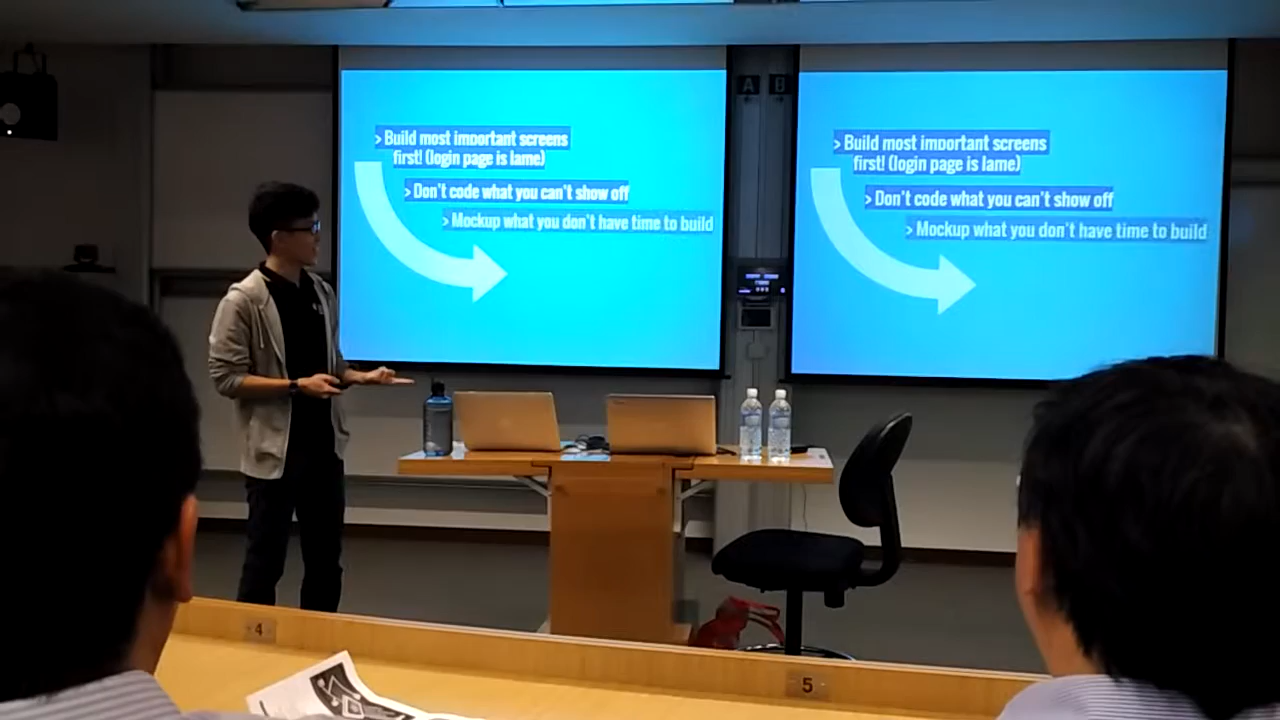 A B
> Build most important screens
first! (login page is lame)
> Don't code what you can't show off
> Mockup what you don't have time to build
> Build most important screens
first! (login page is lame)
> Don't code what you can't show off
> Mockup what you don't have time to build
4
5